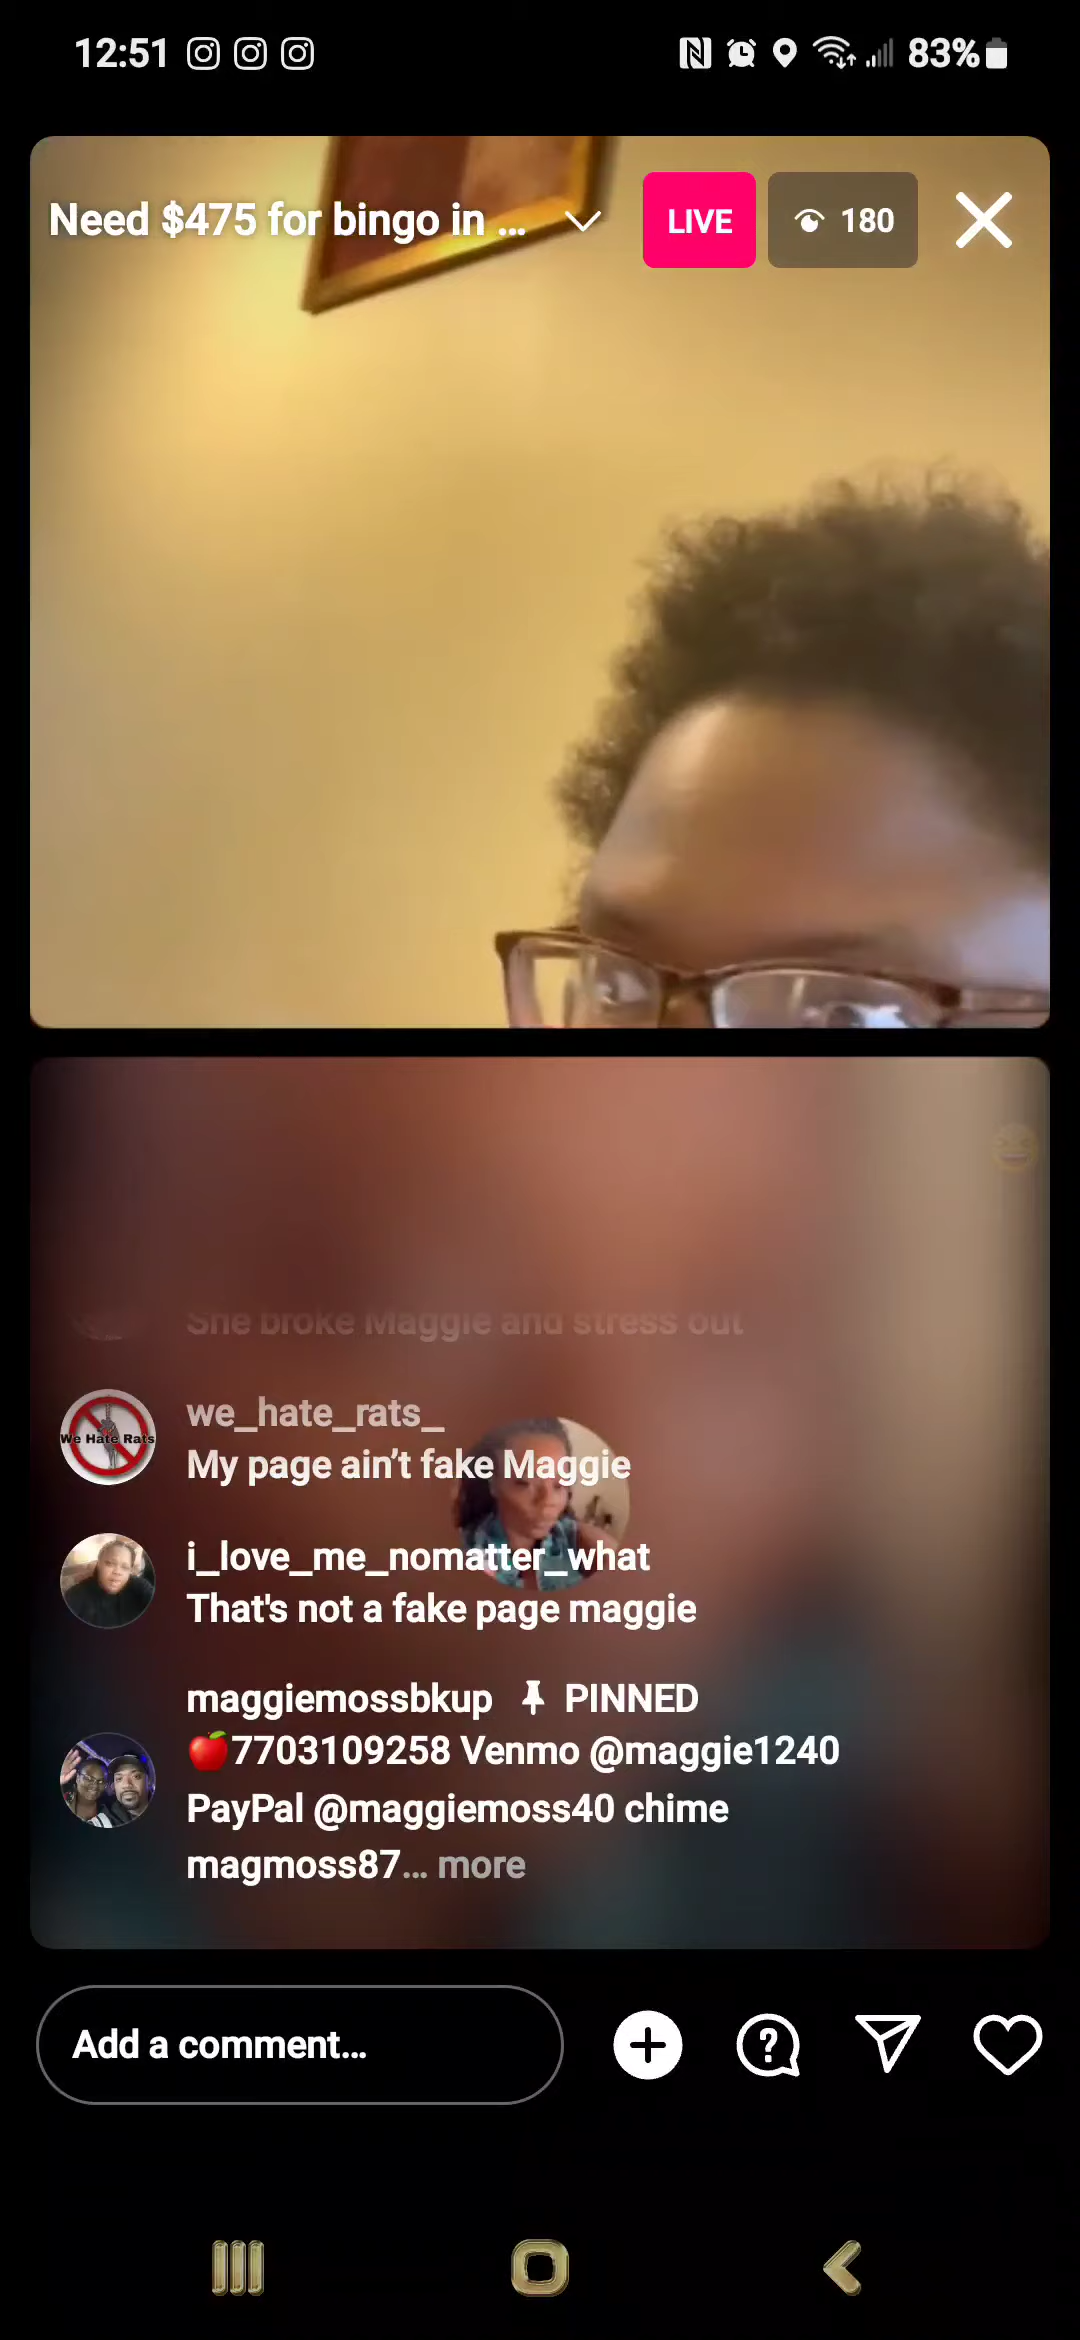 12:51
83%
Need $475 for bingo in ...
LIVE
180
She broke Maggie and stress out
we_hate_rats_
We Hate Rats
My page ain’t fake Maggie
i_love_me_nomatter_what
That's not a fake page maggie
maggiemossbkup PINNED
🍎7703109258 Venmo @maggie1240
PayPal @maggiemoss40 chime
magmoss87... more
Add a comment...